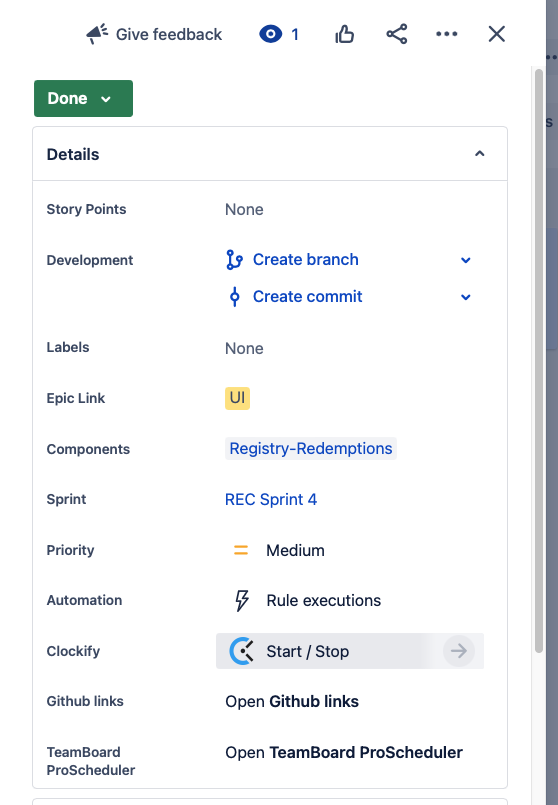 Give feedback 1
Done
Details
Story Points None
Development Create branch
Create commit
Labels None
Epic Link UI
Components Registry-Redemptions
Sprint REC Sprint 4
Priority Medium
Automation Rule executions
Clockify Start / Stop
Github links Open Github links
TeamBoard ProScheduler Open TeamBoard ProScheduler